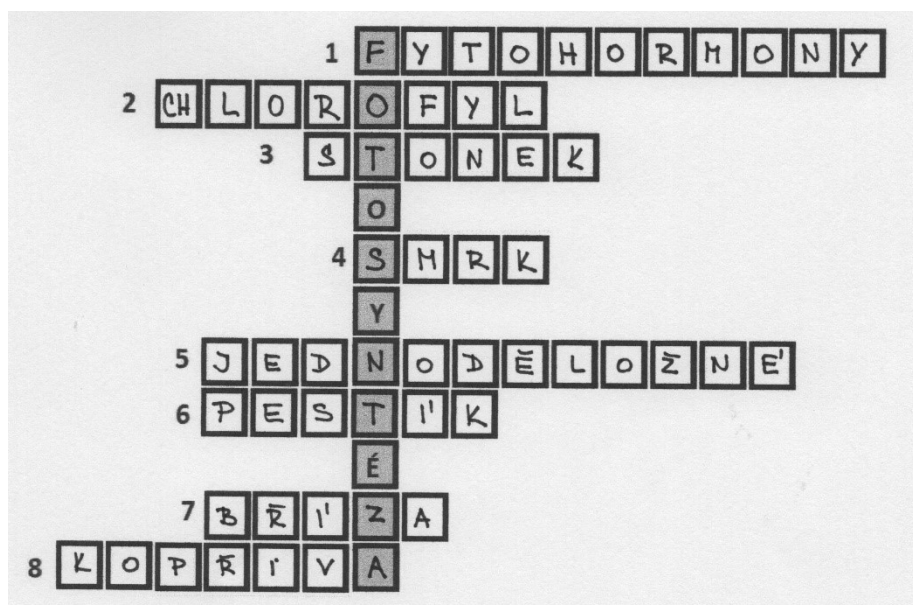 1 FYTOHORMONY
2 CHLOROFYL
3 STONEK
O
4 SMRK
Y
5 JEDNODĚLOŽNÉ
6 PESTÍK
É
7 BŘÍZA
8 KOPŘIVA